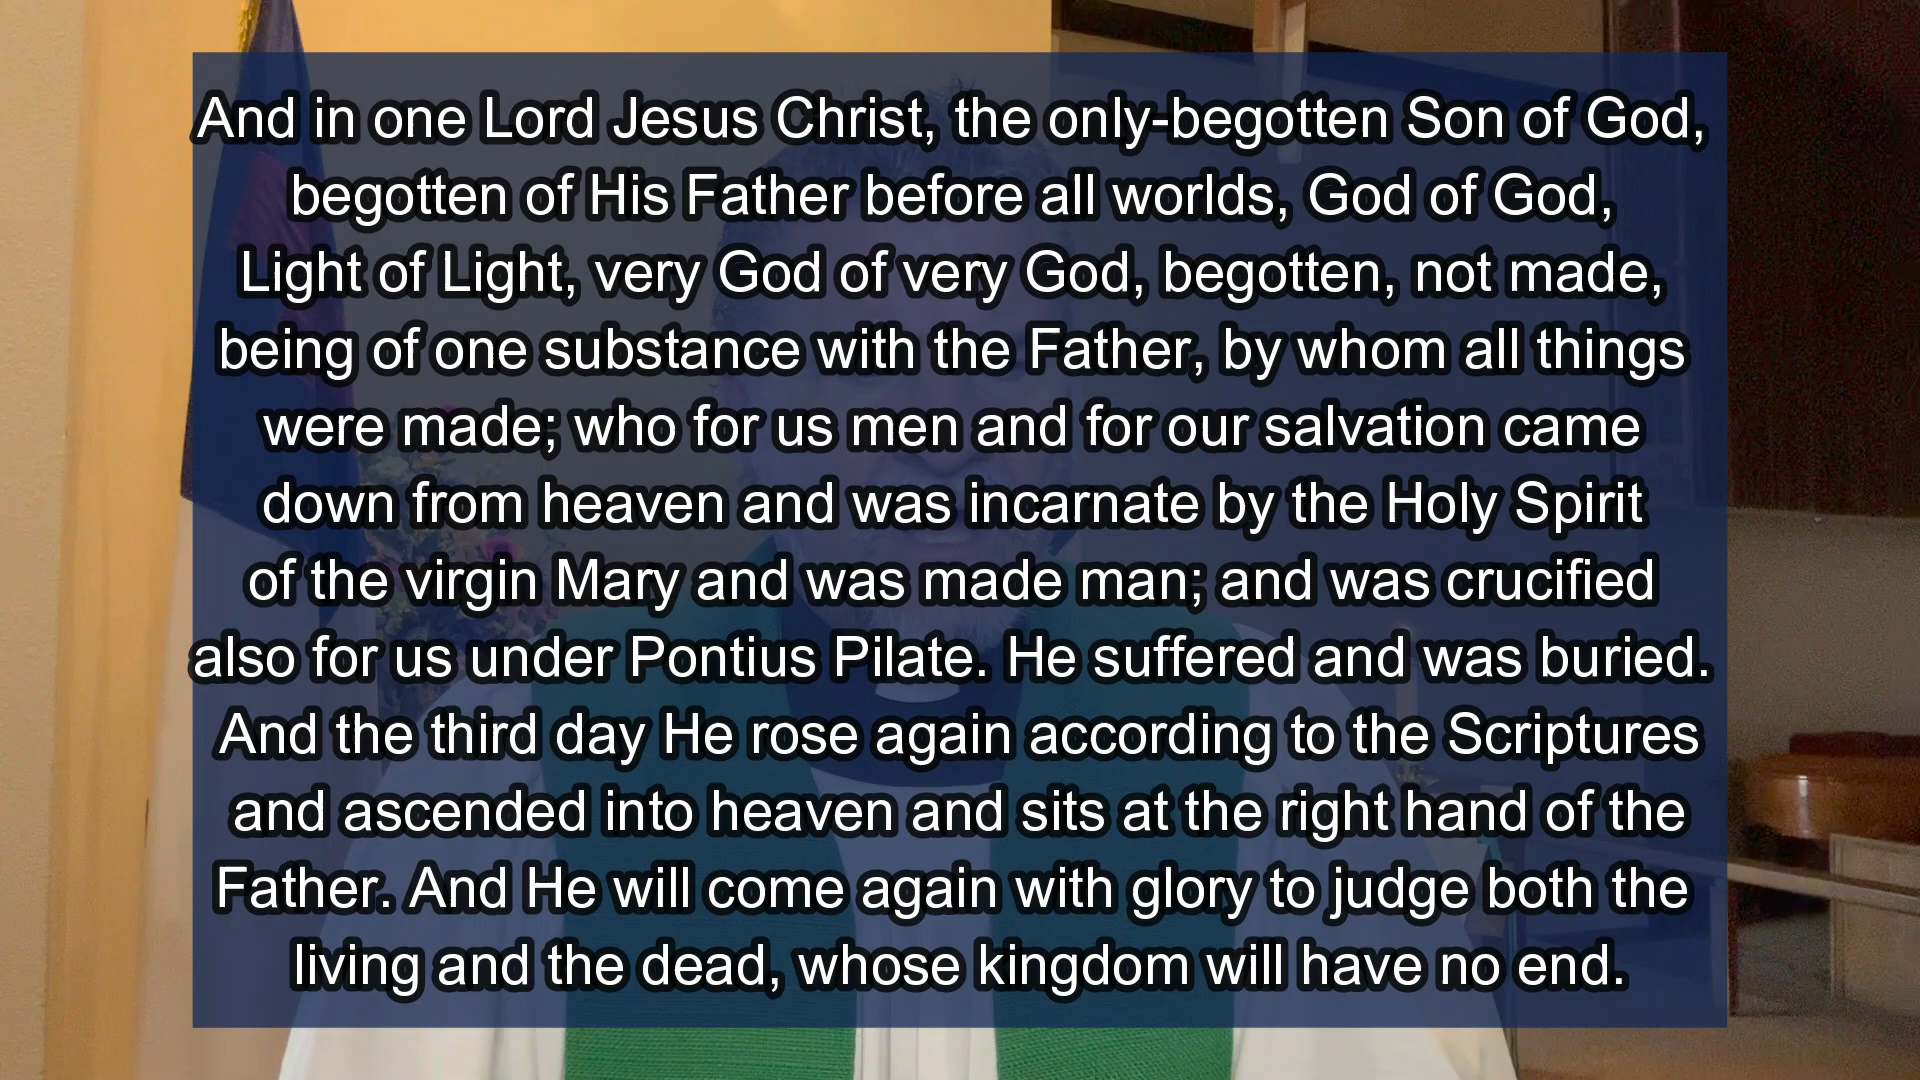 And in one Lord Jesus Christ, the only-begotten Son of God,
begotten of His Father before all worlds, God of God,
Light of Light, very God of very God, begotten, not made,
being of one substance with the Father, by whom all things
were made; who for us men and for our salvation came
down from heaven and was incarnate by the Holy Spirit
of the virgin Mary and was made man; and was crucified
also for us under Pontius Pilate. He suffered and was buried.
And the third day He rose again according to the Scriptures
and ascended into heaven and sits at the right hand of the
Father. And He will come again with glory to judge both the
living and the dead, whose kingdom will have no end.